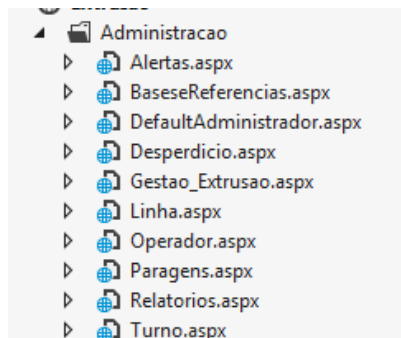 Administracao
Alertas.aspx
BaseseReferencias.aspx
DefaultAdministrador.aspx
Desperdicio.aspx
Gestao_Extrusao.aspx
Linha.aspx
Operador.aspx
Paragens.aspx
Relatorios.aspx
Turno.aspx